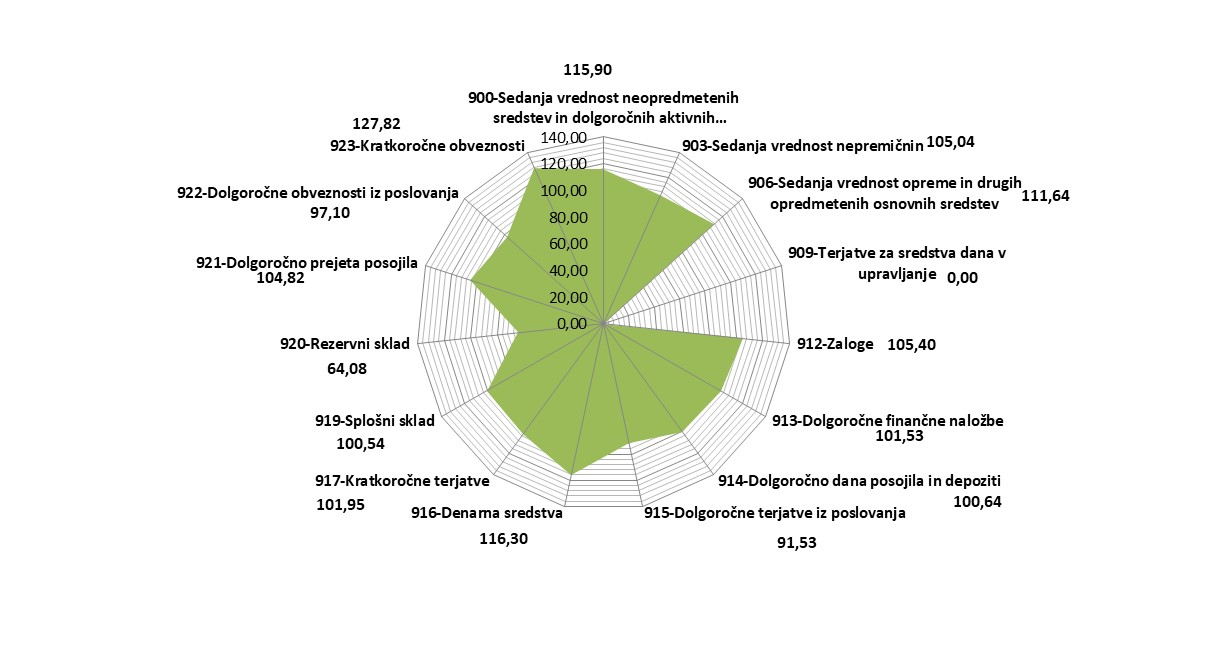 115,90
900-Sedanja vrednost neopredmetenih
sredstev in dolgoročnih aktivnih...
127,82
923-Kratkoročne obveznosti
903-Sedanja vrednost nepremičnin
105,04
906-Sedanja vrednost opreme in drugih
opredmetenih osnovnih sredstev
111,64
922-Dolgoročne obveznosti iz poslovanja
97,10
909-Terjatve za sredstva dana v
upravljanje
0,00
921-Dolgoročno prejeta posojila
104,82
140,00
120,00
100,00
80,00
60,00
40,00
20,00
0,00
920-Rezervni sklad
64,08
912-Zaloge
105,40
919-Splošni sklad
100,54
913-Dolgoročne finančne naložbe
101,53
917-Kratkoročne terjatve
101,95
914-Dolgoročno dana posojila in depoziti
100,64
916-Denarna sredstva
116,30
915-Dolgoročne terjatve iz poslovanja
91,53